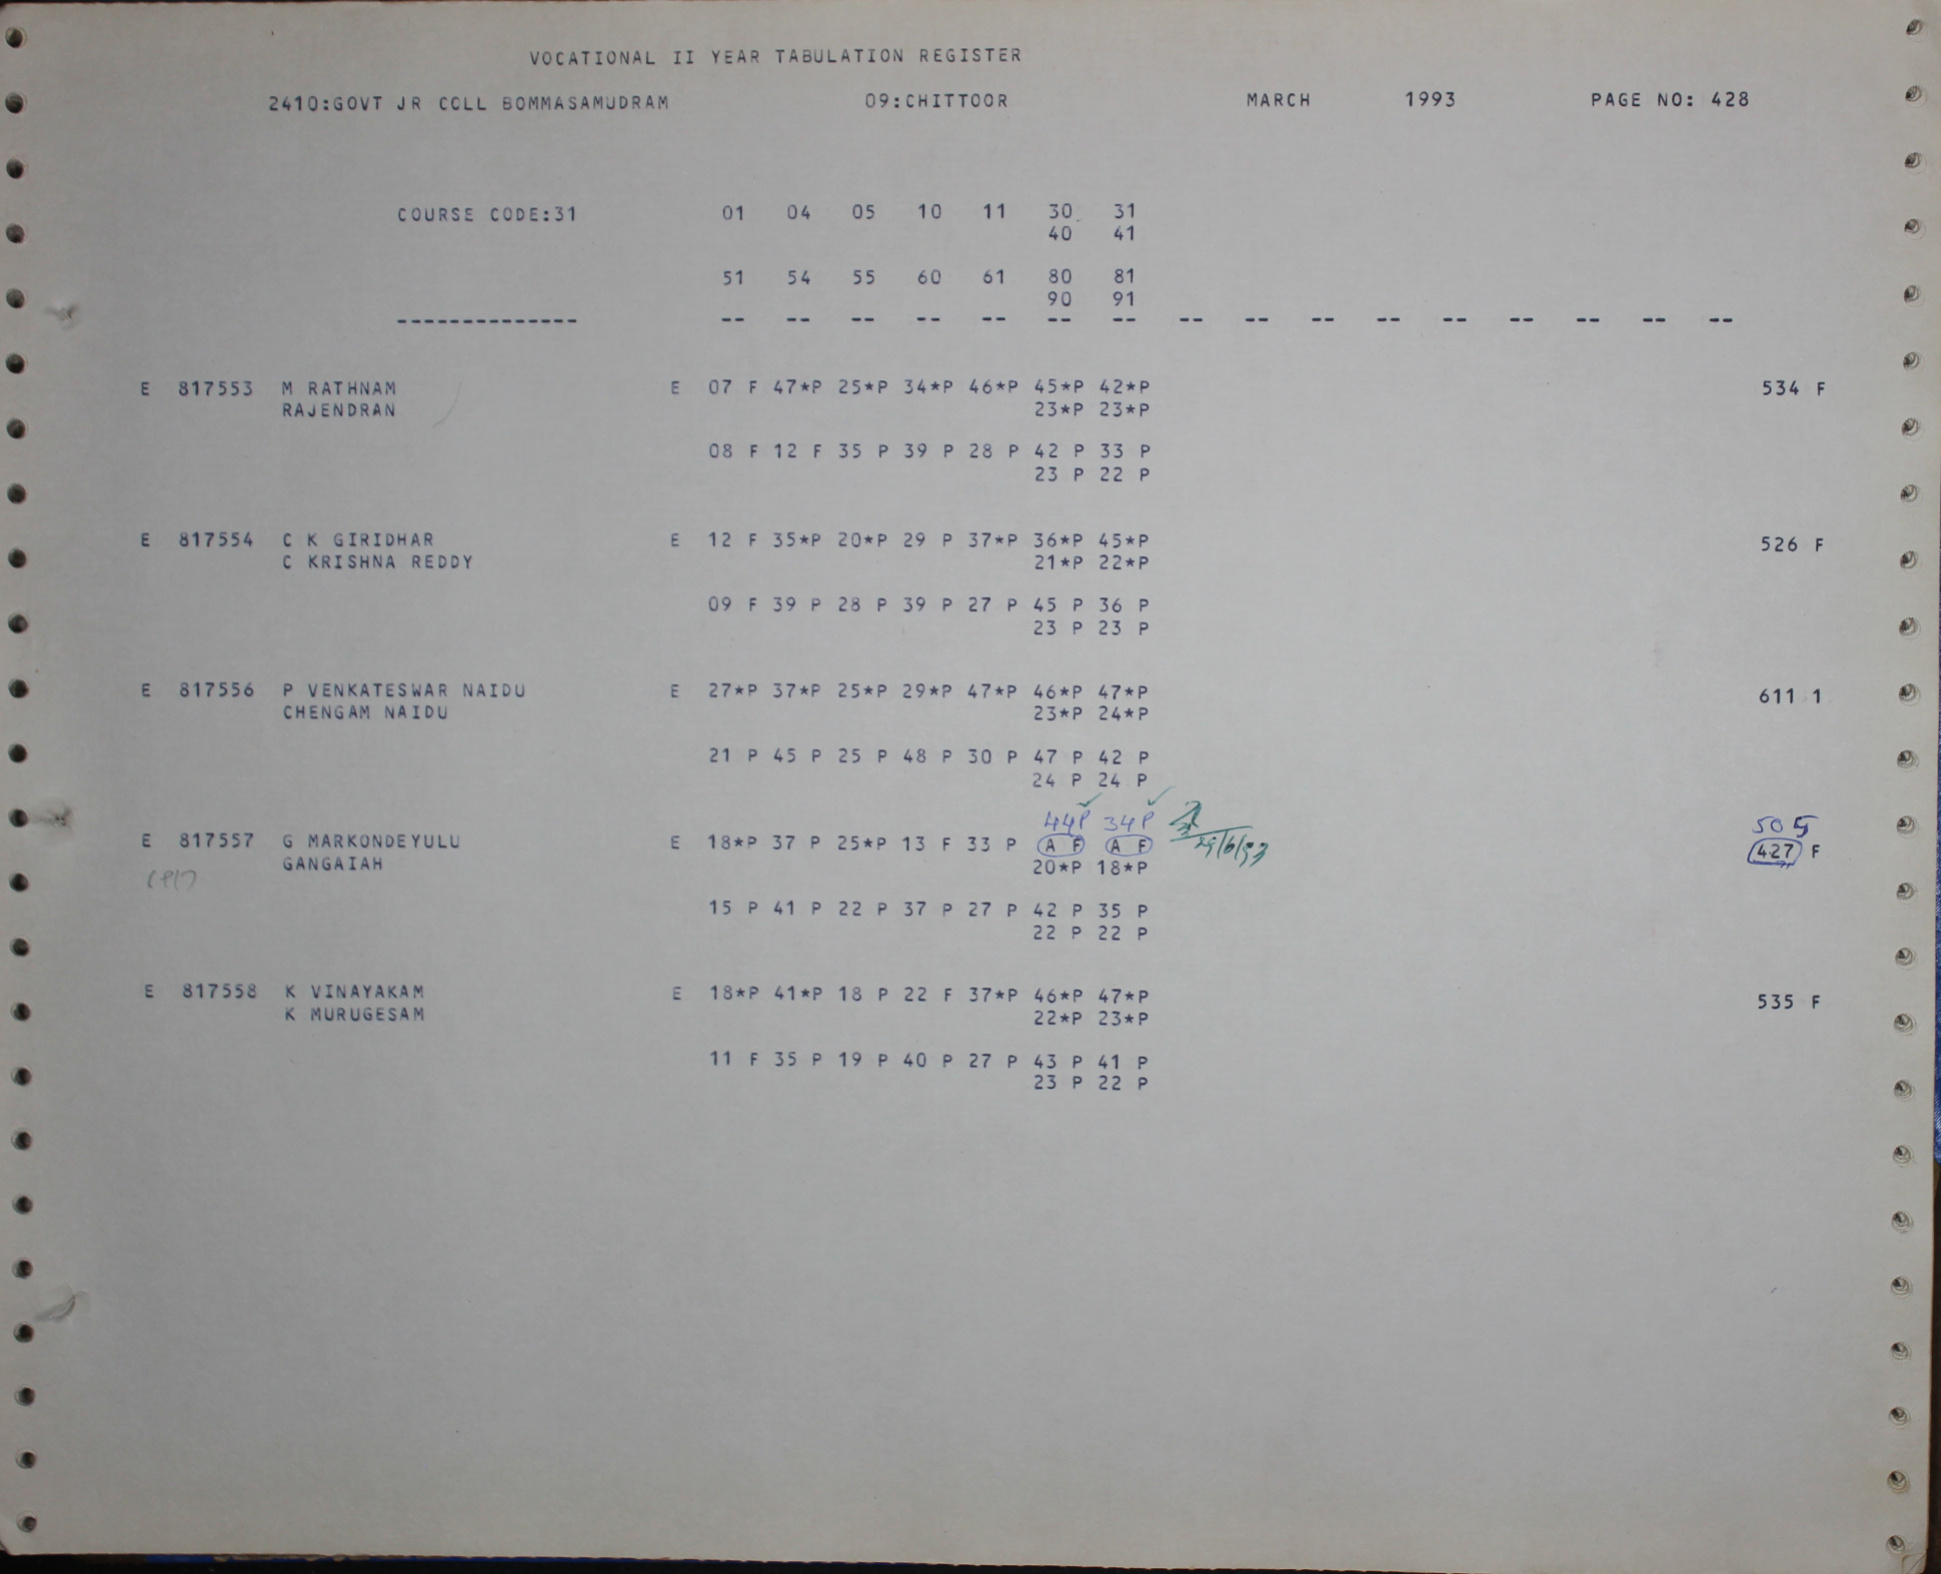 VOCATIONAL II YEAR TABULATION REGISTER
2410:GOVT JR COLL BOMMASAMUDRAM 09:CHITTOOR MARCH 1993 PAGE NO: 428
COURSE CODE:31 01 04 05 10 11 30 31
40 41
51 54 55 60 61 80 81
90 91
-------------- -- -- -- -- -- -- -- -- -- -- -- -- -- -- -- --
E 817553 M RATHNAM E 07 F 47*P 25*P 34*P 46*P 45*P 42*P 534 F
RAJENDRAN 23*P 23*P
08 F 12 F 35 P 39 P 28 P 42 P 33 P
23 P 22 P
E 817554 C K GIRIDHAR E 12 F 35*P 20*P 29 P 37*P 36*P 45*P 526 F
C KRISHNA REDDY 21*P 22*P
09 F 39 P 28 P 39 P 27 P 45 P 36 P
23 P 23 P
E 817556 P VENKATESWAR NAIDU E 27*P 37*P 25*P 29*P 47*P 46*P 47*P 611 1
CHENGAM NAIDU 23*P 24*P
21 P 45 P 25 P 48 P 30 P 47 P 42 P
24 P 24 P
44P 34P 505
E 817557 G MARKONDEYULU E 18*P 37 P 25*P 13 F 33 P A F A F 29/6/93 427 F
GANGAIAH 20*P 18*P
15 P 41 P 22 P 37 P 27 P 42 P 35 P
22 P 22 P
E 817558 K VINAYAKAM E 18*P 41*P 18 P 22 F 37*P 46*P 47*P 535 F
K MURUGESAM 22*P 23*P
11 F 35 P 19 P 40 P 27 P 43 P 41 P
23 P 22 P